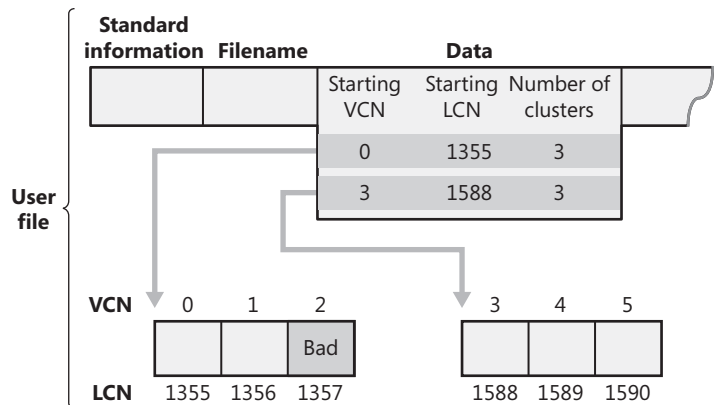 Standard information Filename Data
Starting VCN Starting LCN Number of clusters
0 1355 3
3 1588 3
User file
VCN 0 1 2 3 4 5
Bad
LCN 1355 1356 1357 1588 1589 1590